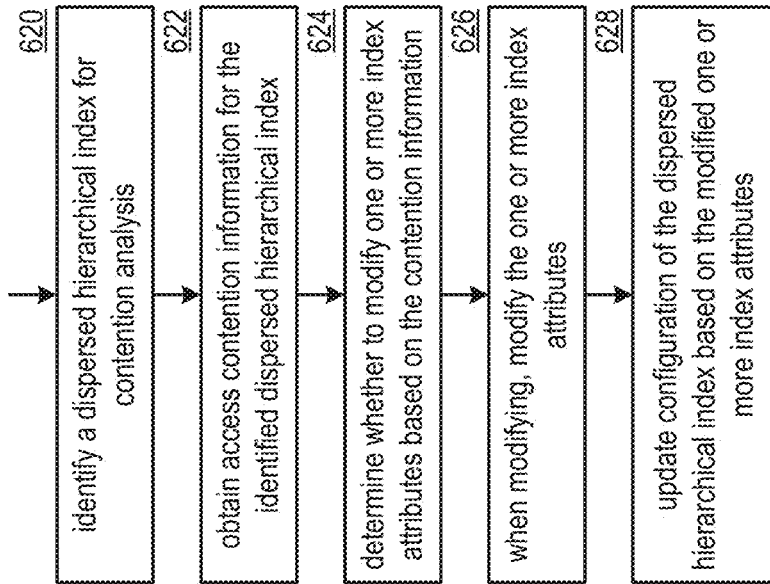 620
identify a dispersed hierarchical index for
contention analysis
622
obtain access contention information for the
identified dispersed hierarchical index
624
determine whether to modify one or more index
attributes based on the contention information
626
when modifying, modify the one or more index
attributes
628
update configuration of the dispersed
hierarchical index based on the modified one or
more index attributes